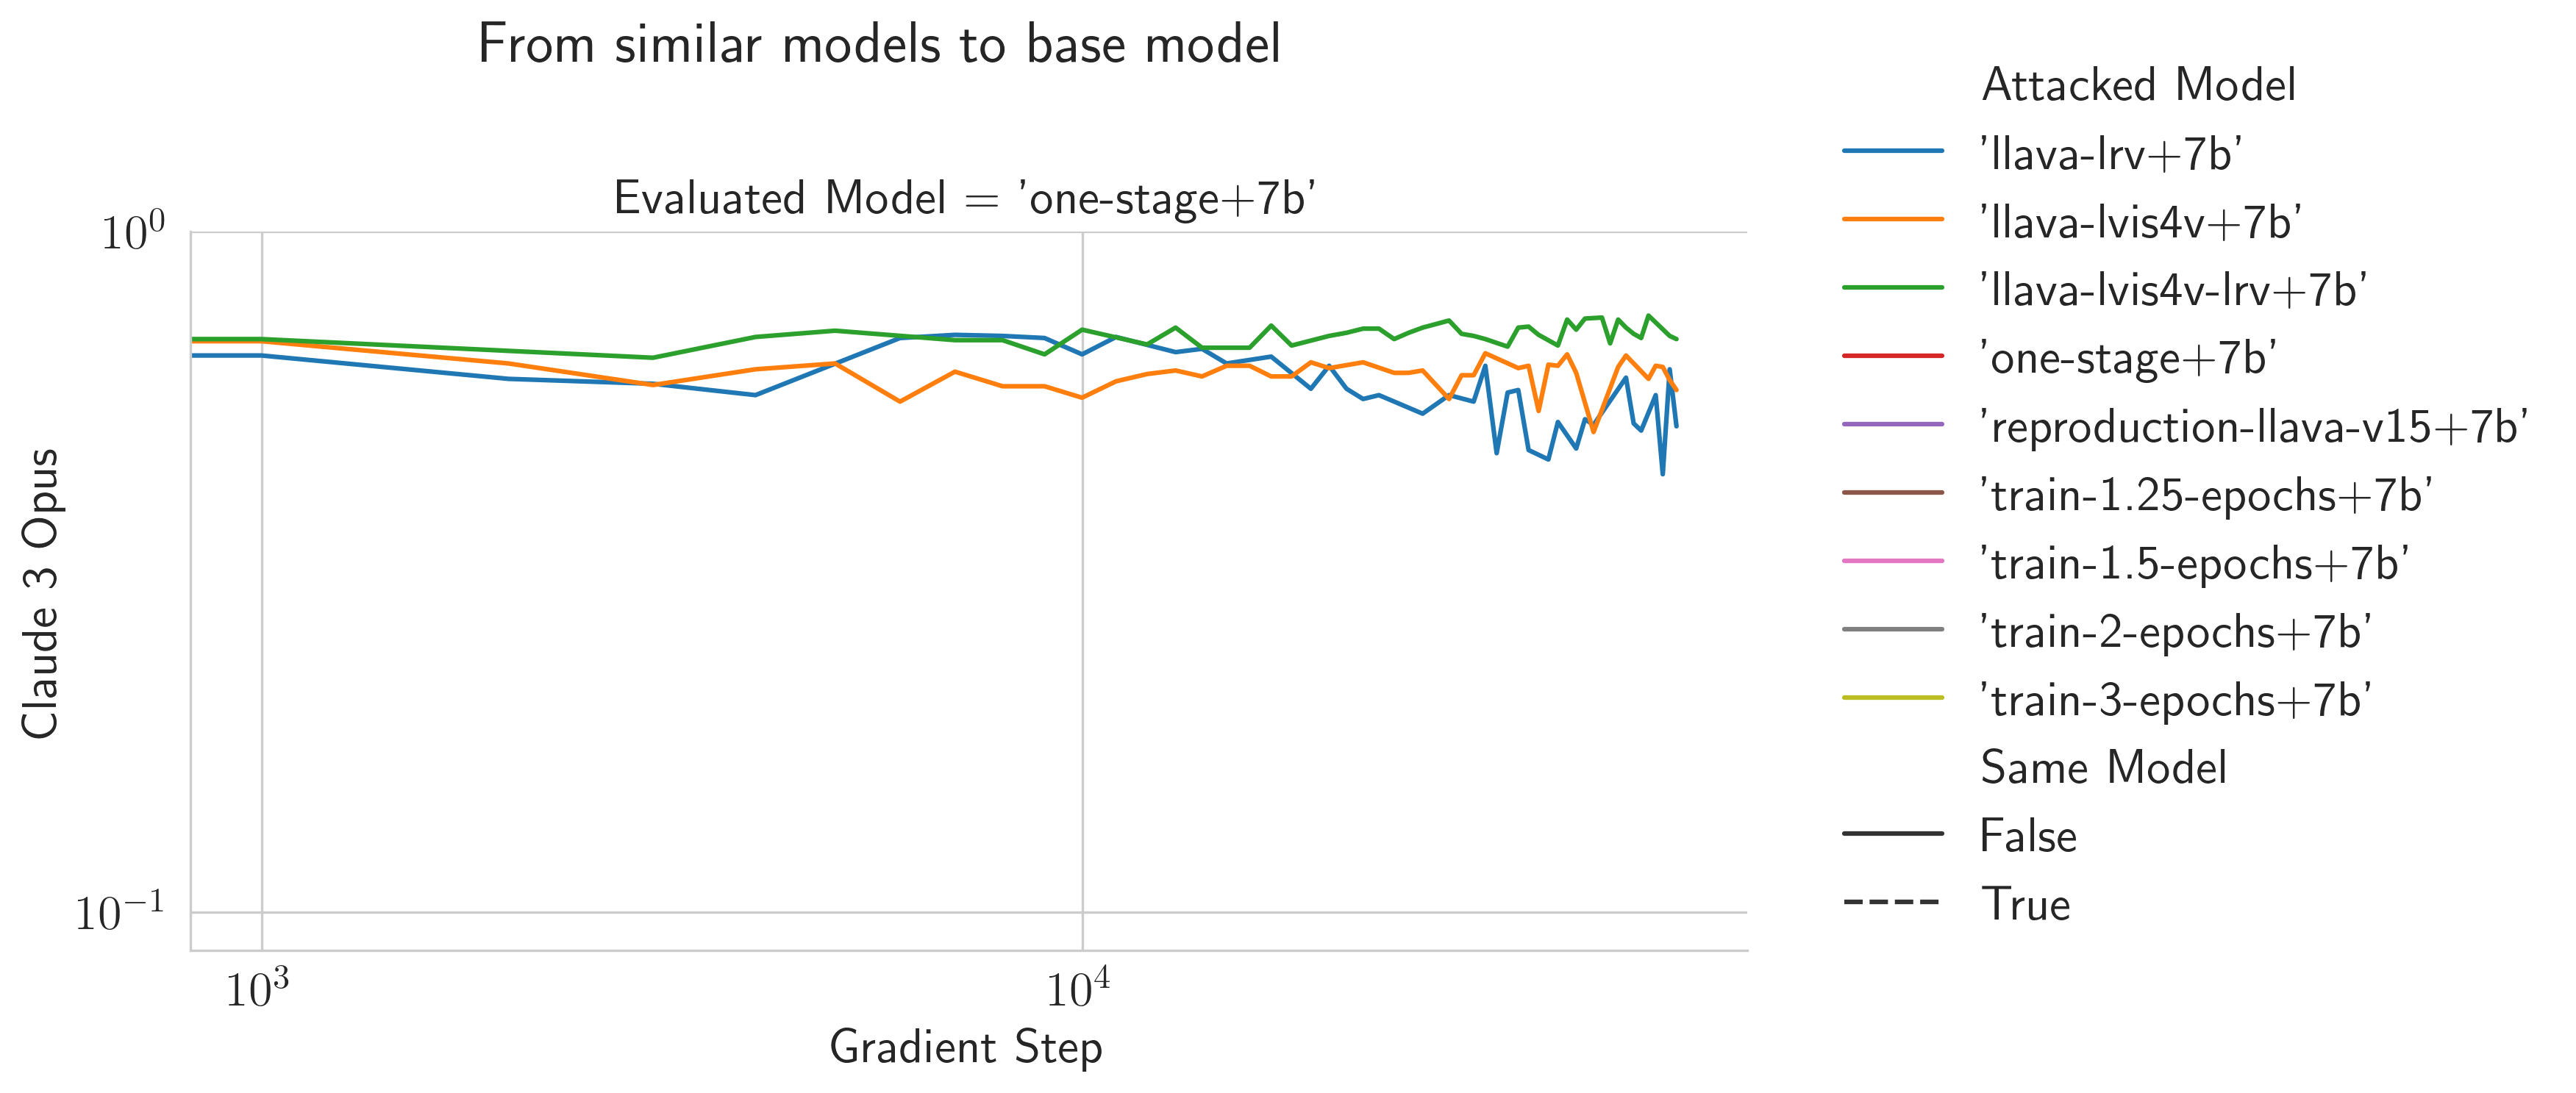 From similar models to base model
Evaluated Model = 'one-stage+7b'
10^0
10^-1
Claude 3 Opus
10^3
10^4
Gradient Step
Attacked Model
'llava-lrv+7b'
'llava-lvis4v+7b'
'llava-lvis4v-lrv+7b'
'one-stage+7b'
'reproduction-llava-v15+7b'
'train-1.25-epochs+7b'
'train-1.5-epochs+7b'
'train-2-epochs+7b'
'train-3-epochs+7b'
Same Model
False
True